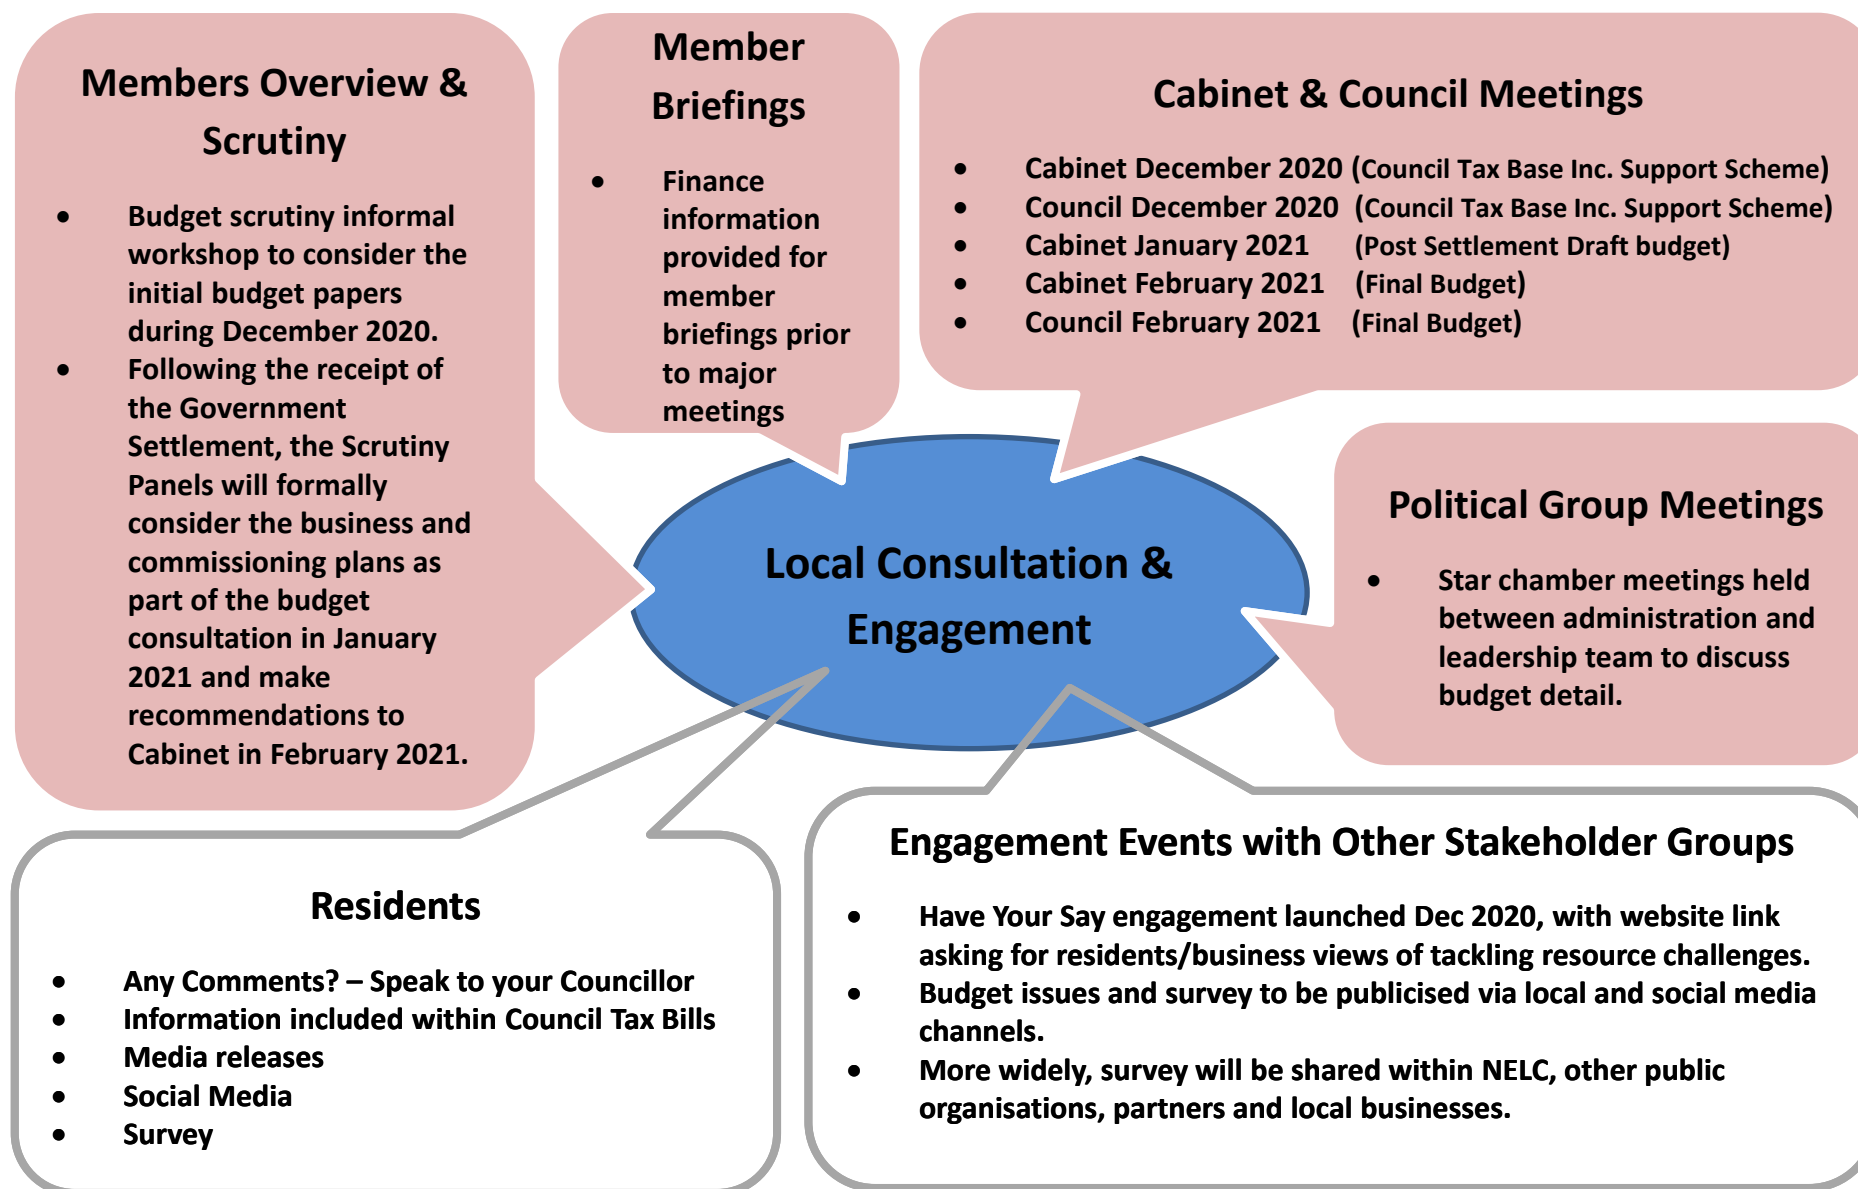 Members Overview &
Scrutiny
• Budget scrutiny informal
workshop to consider the
initial budget papers
during December 2020.
• Following the receipt of
the Government
Settlement, the Scrutiny
Panels will formally
consider the business and
commissioning plans as
part of the budget
consultation in January
2021 and make
recommendations to
Cabinet in February 2021.
Member
Briefings
• Finance
information
provided for
member
briefings prior
to major
meetings
Cabinet & Council Meetings
• Cabinet December 2020 (Council Tax Base Inc. Support Scheme)
• Council December 2020 (Council Tax Base Inc. Support Scheme)
• Cabinet January 2021 (Post Settlement Draft budget)
• Cabinet February 2021 (Final Budget)
• Council February 2021 (Final Budget)
Political Group Meetings
• Star chamber meetings held
between administration and
leadership team to discuss
budget detail.
Local Consultation &
Engagement
Residents
• Any Comments? – Speak to your Councillor
• Information included within Council Tax Bills
• Media releases
• Social Media
• Survey
Engagement Events with Other Stakeholder Groups
• Have Your Say engagement launched Dec 2020, with website link
asking for residents/business views of tackling resource challenges.
• Budget issues and survey to be publicised via local and social media
channels.
• More widely, survey will be shared within NELC, other public
organisations, partners and local businesses.